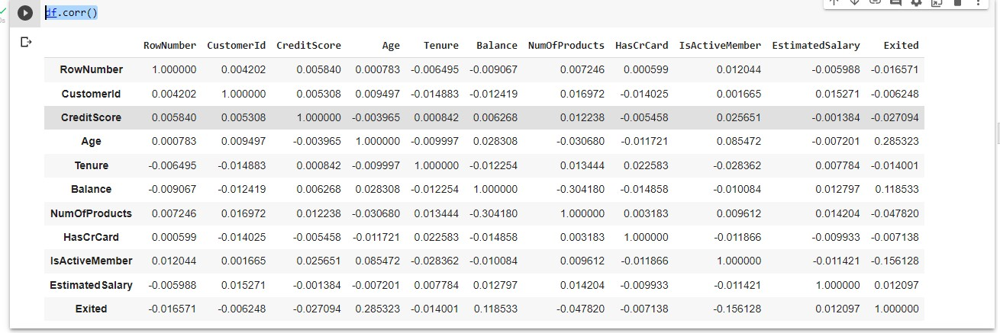 df.corr()
RowNumber CustomerId CreditScore Age Tenure Balance NumOfProducts HasCrCard IsActiveMember EstimatedSalary Exited
RowNumber 1.000000 0.004202 0.005840 0.000783 -0.006495 -0.009067 0.007246 0.000599 0.012044 -0.005988 -0.016571
CustomerId 0.004202 1.000000 0.005308 0.009497 -0.014883 -0.012419 0.016972 -0.014025 0.001665 0.015271 -0.006248
CreditScore 0.005840 0.005308 1.000000 -0.003965 0.000842 0.006268 0.012238 -0.005458 0.025651 -0.001384 -0.027094
Age 0.000783 0.009497 -0.003965 1.000000 -0.009997 0.028308 -0.030680 -0.011721 0.085472 -0.007201 0.285323
Tenure -0.006495 -0.014883 0.000842 -0.009997 1.000000 -0.012254 0.013444 0.022583 -0.028362 0.007784 -0.014001
Balance -0.009067 -0.012419 0.006268 0.028308 -0.012254 1.000000 -0.304180 -0.014858 -0.010084 0.012797 0.118533
NumOfProducts 0.007246 0.016972 0.012238 -0.030680 0.013444 -0.304180 1.000000 0.003183 0.009612 0.014204 -0.047820
HasCrCard 0.000599 -0.014025 -0.005458 -0.011721 0.022583 -0.014858 0.003183 1.000000 -0.011866 -0.009933 -0.007138
IsActiveMember 0.012044 0.001665 0.025651 0.085472 -0.028362 -0.010084 0.009612 -0.011866 1.000000 -0.011421 -0.156128
EstimatedSalary -0.005988 0.015271 -0.001384 -0.007201 0.007784 0.012797 0.014204 -0.009933 -0.011421 1.000000 0.012097
Exited -0.016571 -0.006248 -0.027094 0.285323 -0.014001 0.118533 -0.047820 -0.007138 -0.156128 0.012097 1.000000